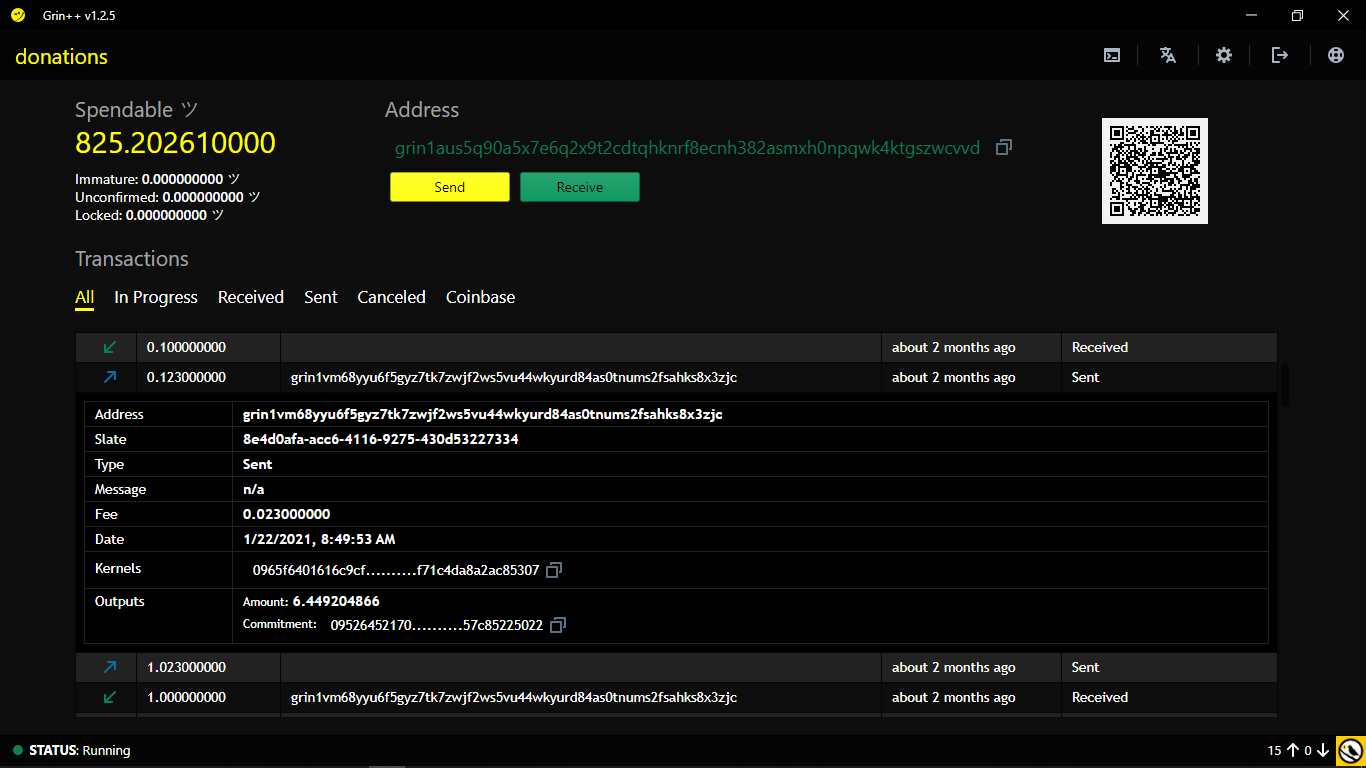 Grin++ v1.2.5
donations
Spendable ツ
825.202610000
Immature: 0.000000000 ツ
Unconfirmed: 0.000000000 ツ
Locked: 0.000000000 ツ
Address
grin1aus5q90a5x7e6q2x9t2cdtqhknrf8ecnh382asmxh0npqwk4ktgszwcvvd
Send Receive
Transactions
All In Progress Received Sent Canceled Coinbase
0.100000000 about 2 months ago Received
0.123000000 grin1vm68yyu6f5gyz7tk7zwjf2ws5vu44wkyurd84as0tnums2fsahks8x3zjc about 2 months ago Sent
Address grin1vm68yyu6f5gyz7tk7zwjf2ws5vu44wkyurd84as0tnums2fsahks8x3zjc
Slate 8e4d0afa-acc6-4116-9275-430d53227334
Type Sent
Message n/a
Fee 0.023000000
Date 1/22/2021, 8:49:53 AM
Kernels 0965f6401616c9cf..........f71c4da8a2ac85307
Outputs Amount: 6.449204866
Commitment: 09526452170..........57c85225022
1.023000000 about 2 months ago Sent
1.000000000 grin1vm68yyu6f5gyz7tk7zwjf2ws5vu44wkyurd84as0tnums2fsahks8x3zjc about 2 months ago Received
STATUS: Running
15 ↑ 0 ↓